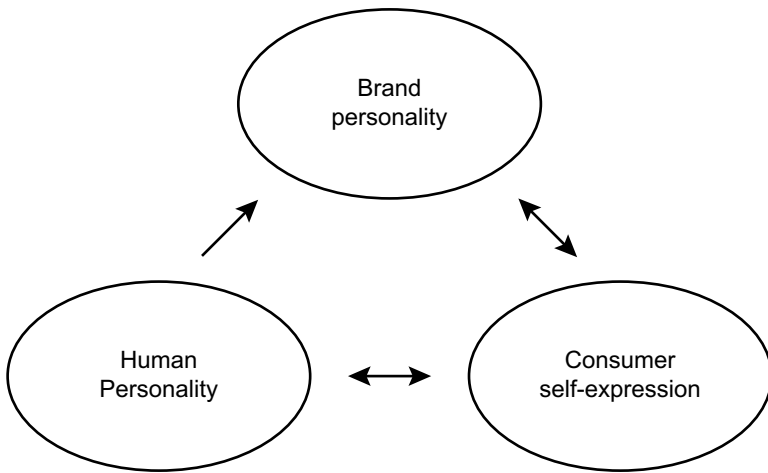 Brand
personality
Human
Personality
Consumer
self-expression